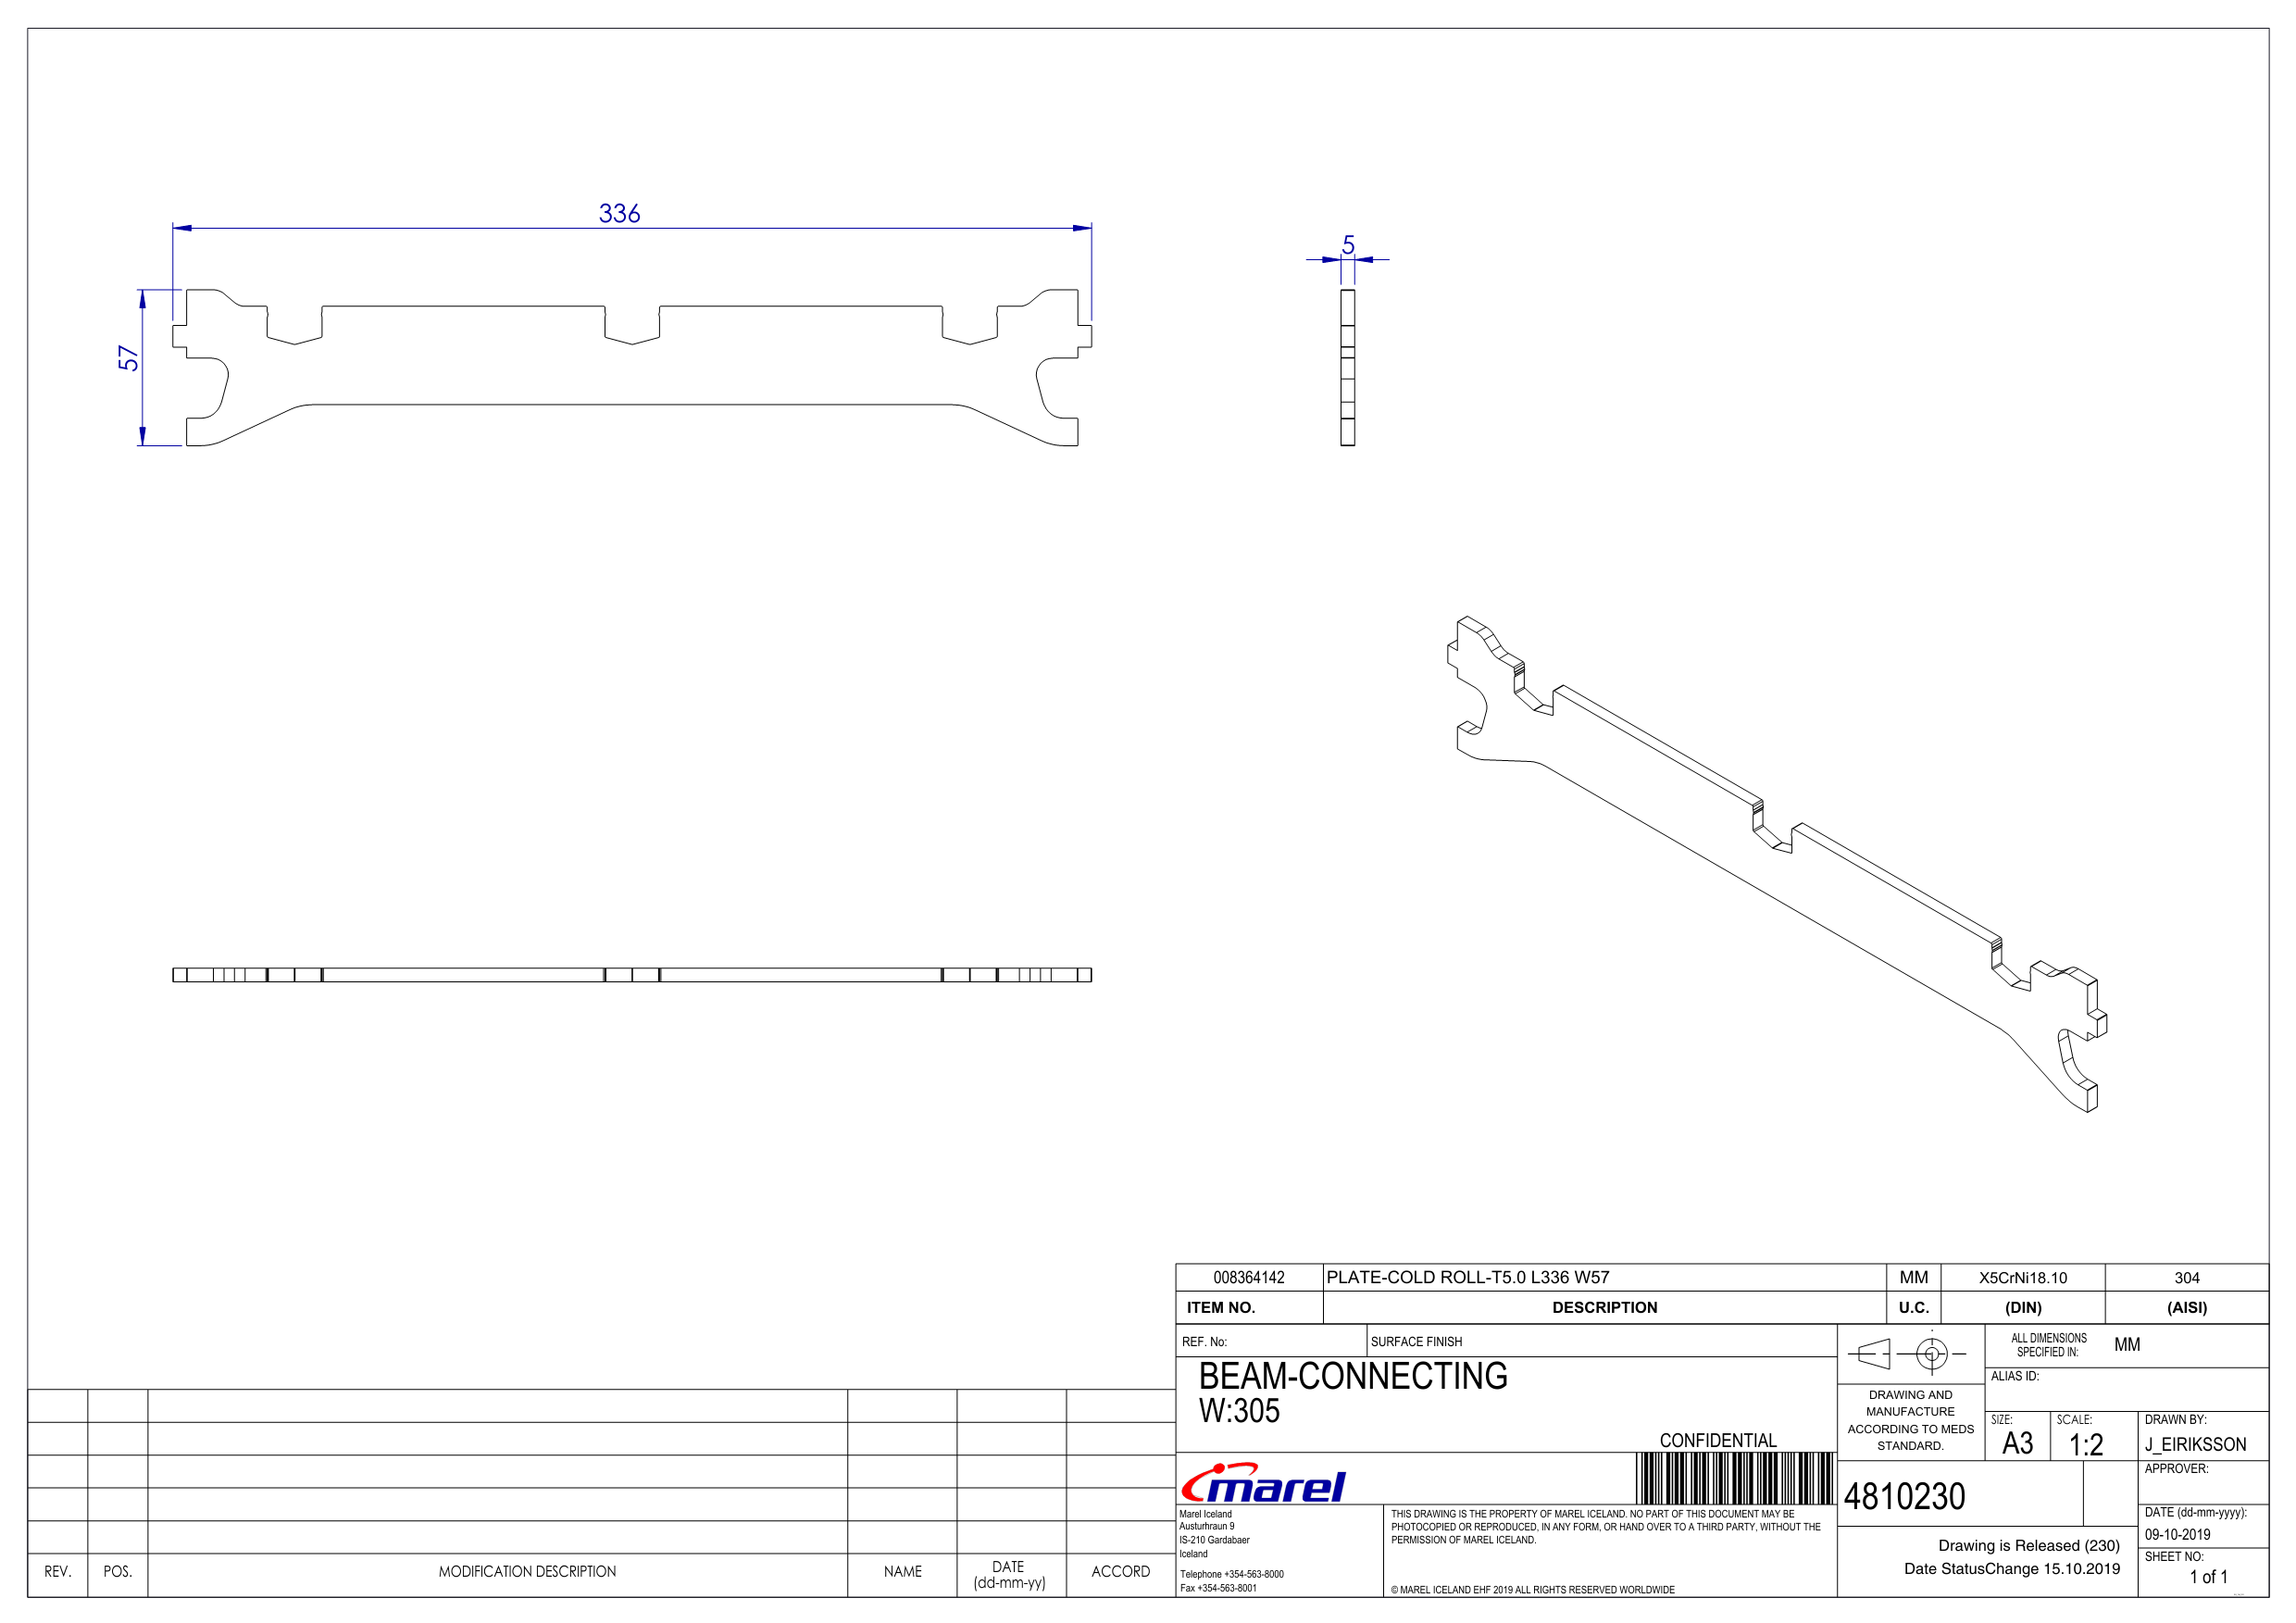 336
5
57
008364142 PLATE-COLD ROLL-T5.0 L336 W57 MM X5CrNi18.10 304
ITEM NO. DESCRIPTION U.C. (DIN) (AISI)
REF. No: SURFACE FINISH
BEAM-CONNECTING
W:305
CONFIDENTIAL
marel
Marel Iceland
Austurhraun 9
IS-210 Gardabaer
Iceland
Telephone +354-563-8000
Fax +354-563-8001
THIS DRAWING IS THE PROPERTY OF MAREL ICELAND. NO PART OF THIS DOCUMENT MAY BE
PHOTOCOPIED OR REPRODUCED, IN ANY FORM, OR HAND OVER TO A THIRD PARTY, WITHOUT THE
PERMISSION OF MAREL ICELAND.
© MAREL ICELAND EHF 2019 ALL RIGHTS RESERVED WORLDWIDE
DRAWING AND
MANUFACTURE
ACCORDING TO MEDS
STANDARD.
ALL DIMENSIONS
SPECIFIED IN:
MM
ALIAS ID:
SIZE:
A3
SCALE:
1:2
DRAWN BY:
J_EIRIKSSON
APPROVER:
4810230
DATE (dd-mm-yyyy):
09-10-2019
Drawing is Released (230)
Date StatusChange 15.10.2019
SHEET NO:
1 of 1
REV. POS. MODIFICATION DESCRIPTION NAME DATE
(dd-mm-yy)
ACCORD